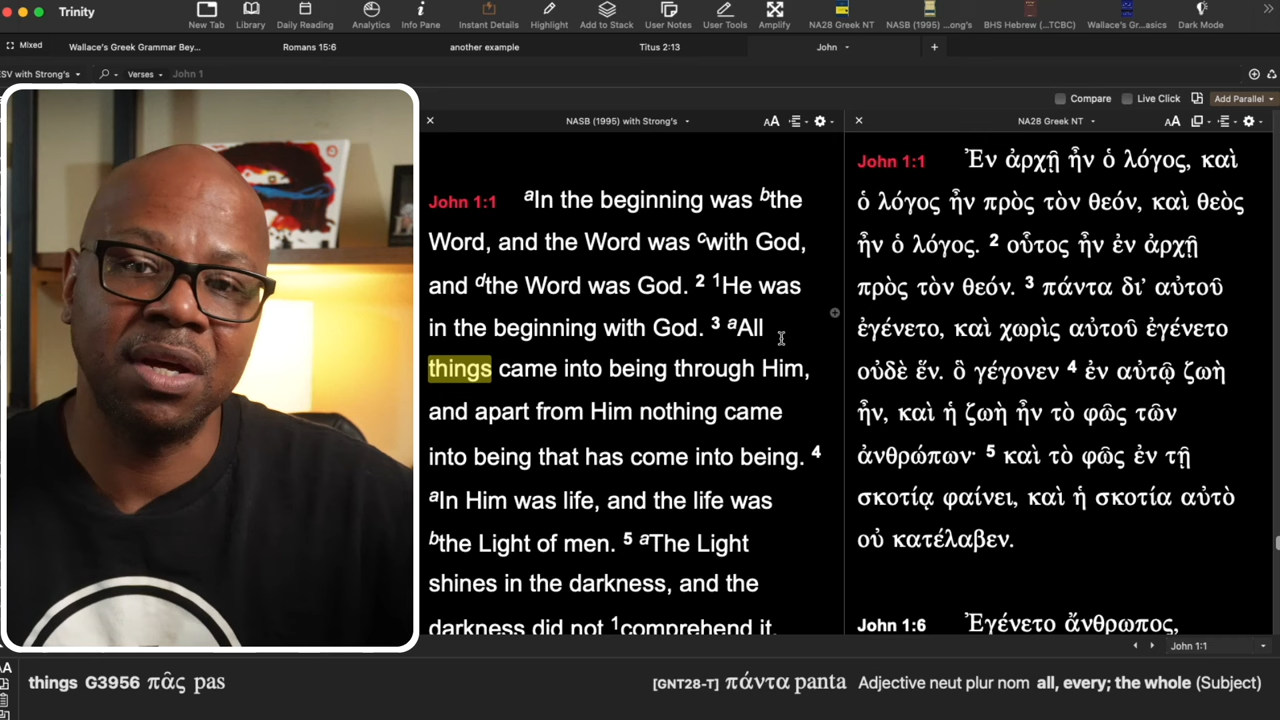 Trinity
New Tab
Library
Daily Reading
Analytics
Info Pane
Instant Details
Highlight
Add to Stack
User Notes
User Tools
Amplify
NA28 Greek NT
NASB (1995) ...ong's)
BHS Hebrew (...TCBC)
Wallace's Gr...asics
Dark Mode
Mixed
Wallace's Greek Grammar Bey...
Romans 15:6
another example
Titus 2:13
John
SV with Strong's
Verses
John 1
Compare
Live Click
Add Parallel
NASB (1995) with Strong's
AA
John 1:1 aIn the beginning was bthe
Word, and the Word was cwith God,
and dthe Word was God. 2 1He was
in the beginning with God. 3 aAll
things came into being through Him,
and apart from Him nothing came
into being that has come into being. 4
aIn Him was life, and the life was
bthe Light of men. 5 aThe Light
shines in the darkness, and the
darkness did not 1comprehend it.
NA28 Greek NT
AA
John 1:1 Ἐν ἀρχῇ ἦν ὁ λόγος, καὶ
ὁ λόγος ἦν πρὸς τὸν θεόν, καὶ θεὸς
ἦν ὁ λόγος. 2 οὗτος ἦν ἐν ἀρχῇ
πρὸς τὸν θεόν. 3 πάντα δι’ αὐτοῦ
ἐγένετο, καὶ χωρὶς αὐτοῦ ἐγένετο
οὐδὲ ἕν. ὃ γέγονεν 4 ἐν αὐτῷ ζωὴ
ἦν, καὶ ἡ ζωὴ ἦν τὸ φῶς τῶν
ἀνθρώπων· 5 καὶ τὸ φῶς ἐν τῇ
σκοτίᾳ φαίνει, καὶ ἡ σκοτία αὐτὸ
οὐ κατέλαβεν.
John 1:6 Ἐγένετο ἄνθρωπος,
John 1:1
AA
things G3956 πᾶς pas
[GNT28-T] πάντα panta Adjective neut plur nom all, every; the whole (Subject)